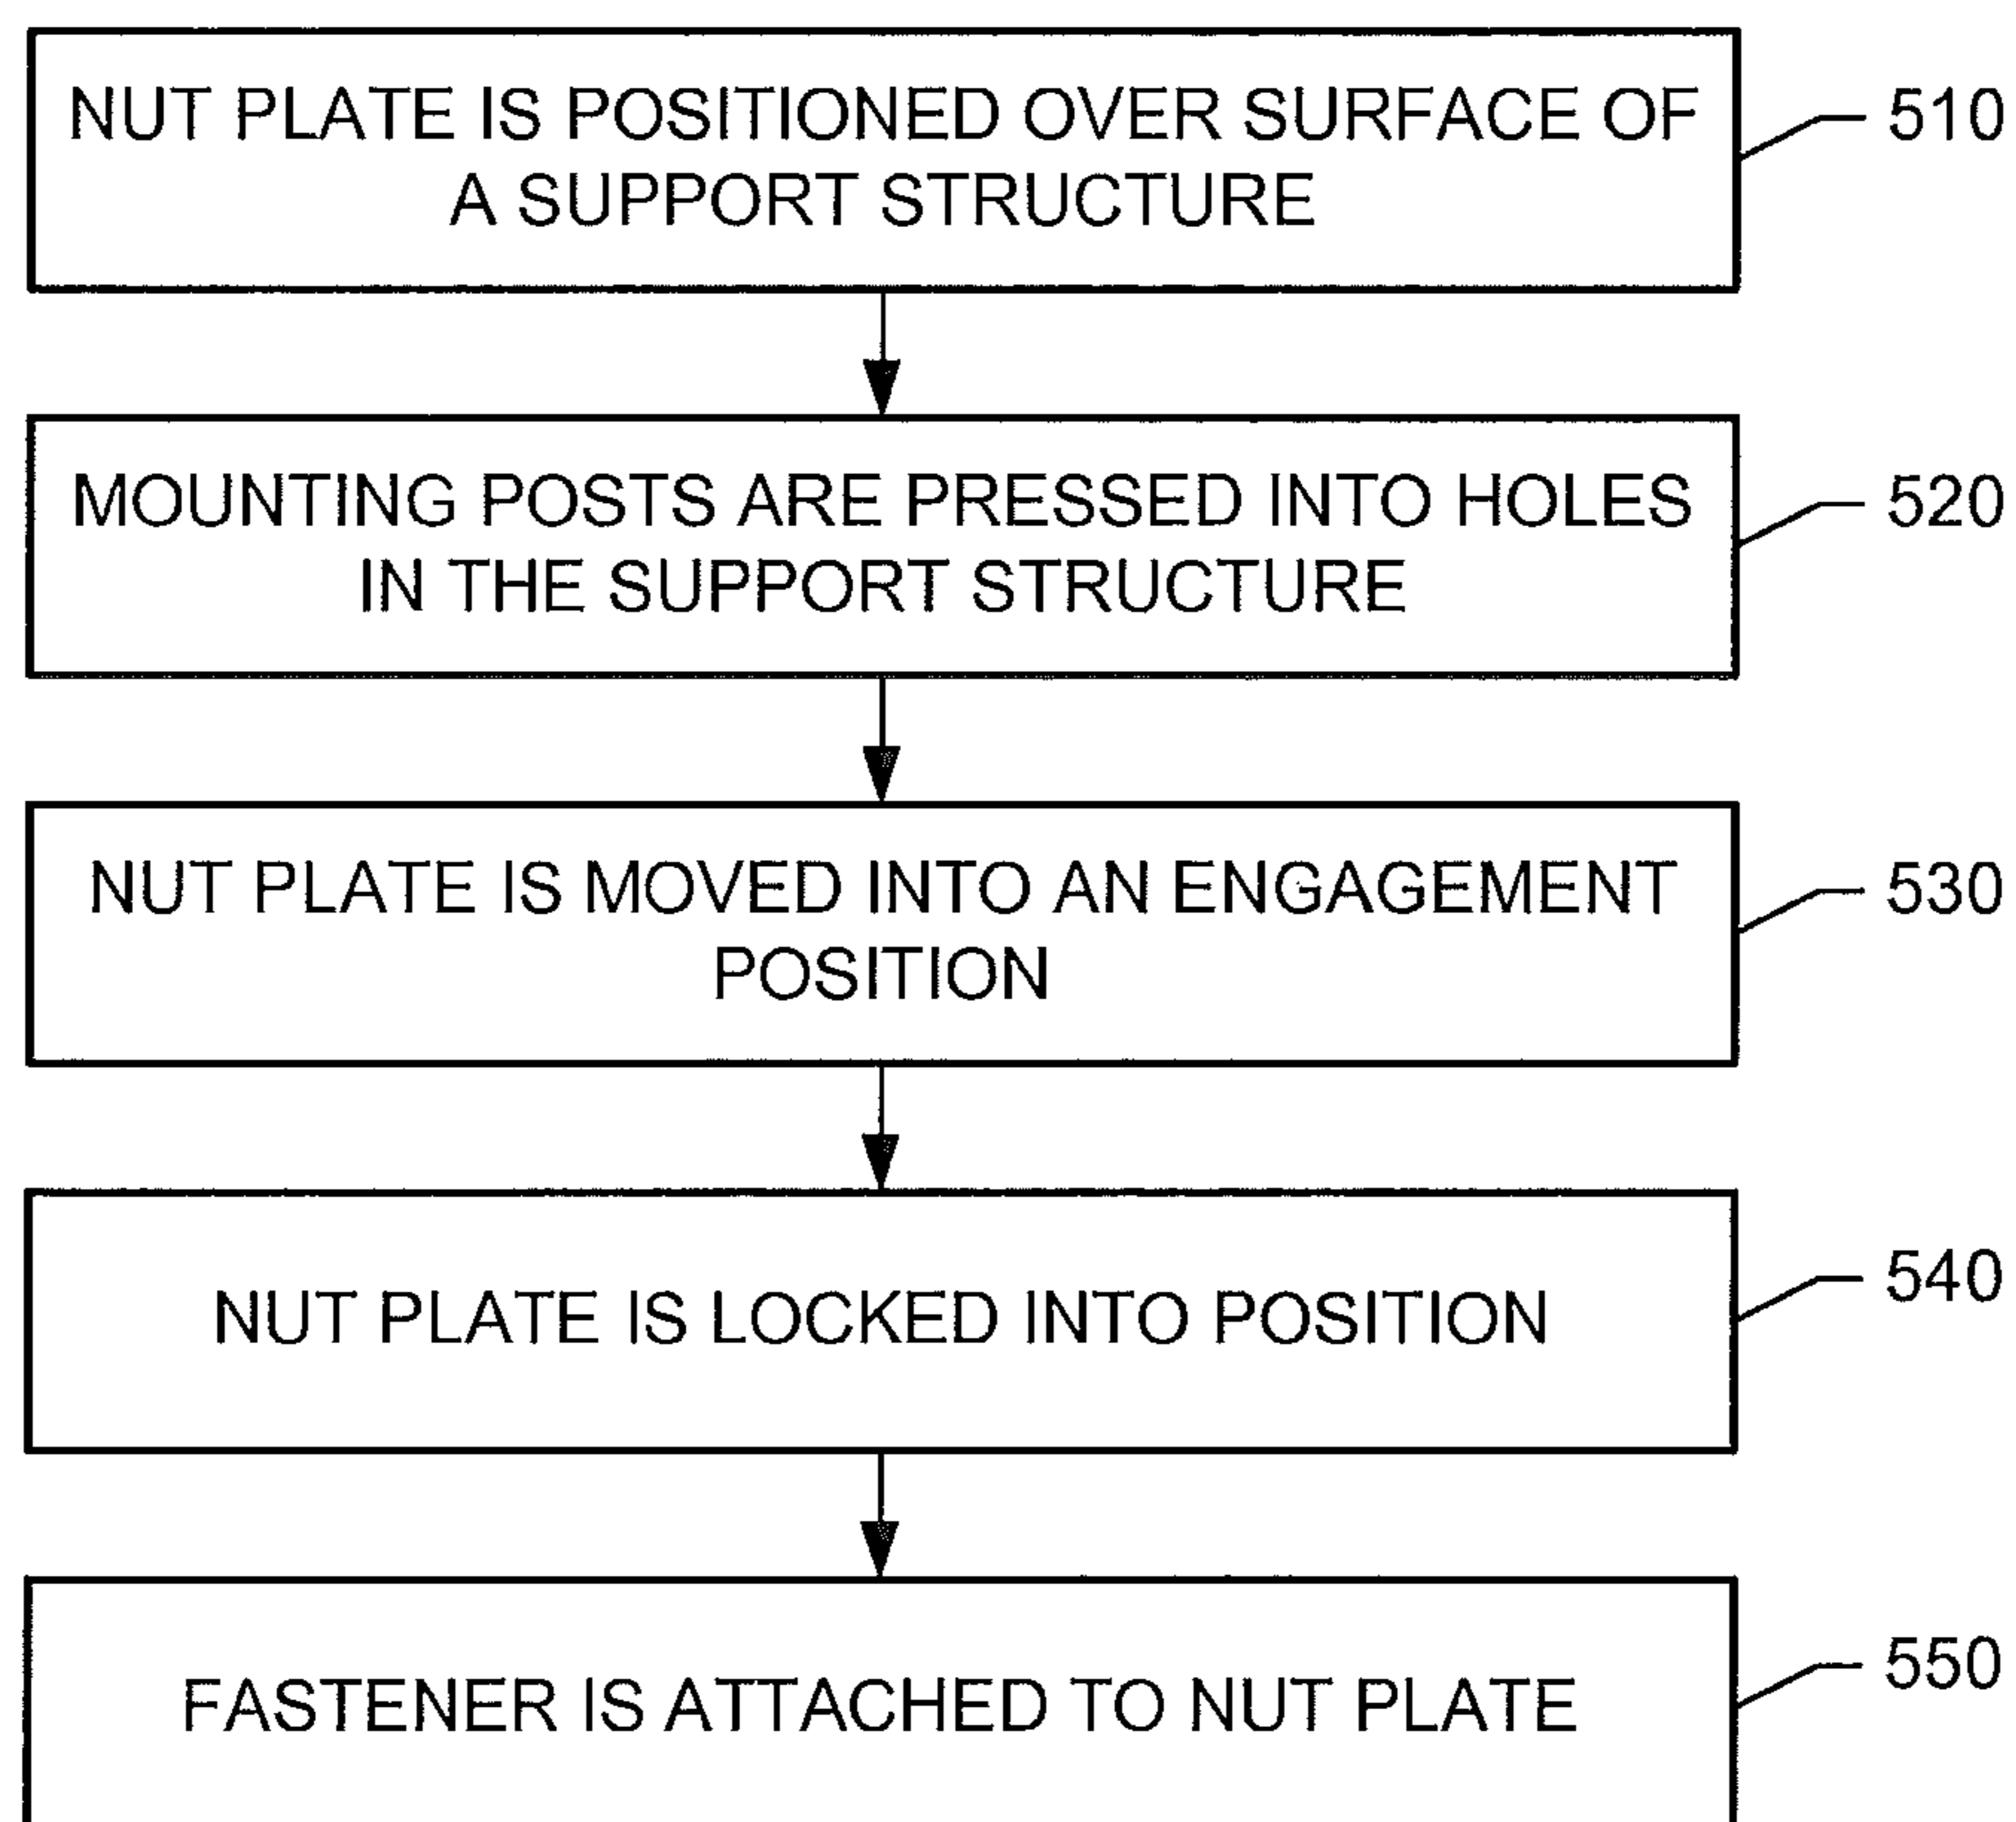 NUT PLATE IS POSITIONED OVER SURFACE OF
A SUPPORT STRUCTURE
510
MOUNTING POSTS ARE PRESSED INTO HOLES
IN THE SUPPORT STRUCTURE
520
NUT PLATE IS MOVED INTO AN ENGAGEMENT
POSITION
530
NUT PLATE IS LOCKED INTO POSITION
540
FASTENER IS ATTACHED TO NUT PLATE
550